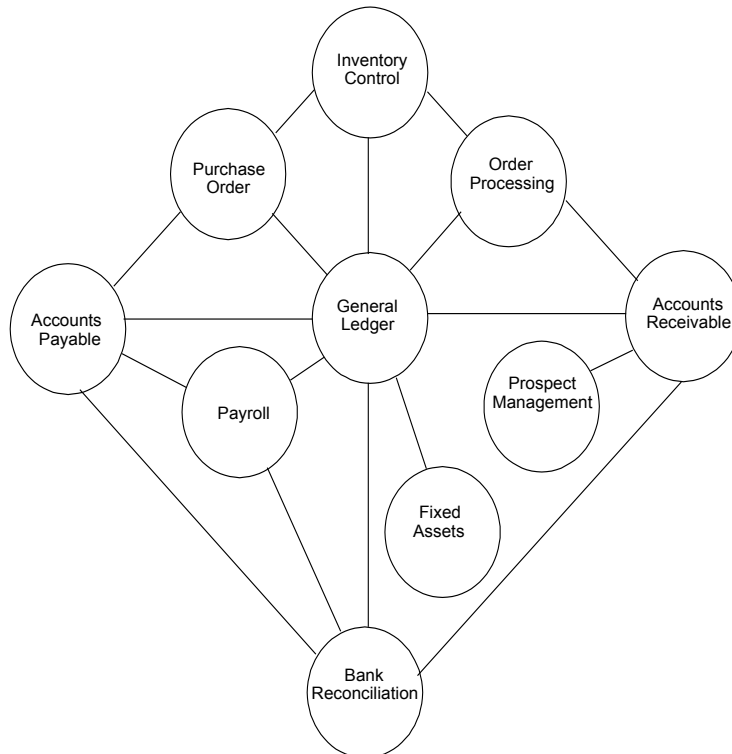 Inventory
Control
Purchase
Order
Order
Processing
General
Ledger
Accounts
Payable
Accounts
Receivable
Prospect
Management
Payroll
Fixed
Assets
Bank
Reconciliation